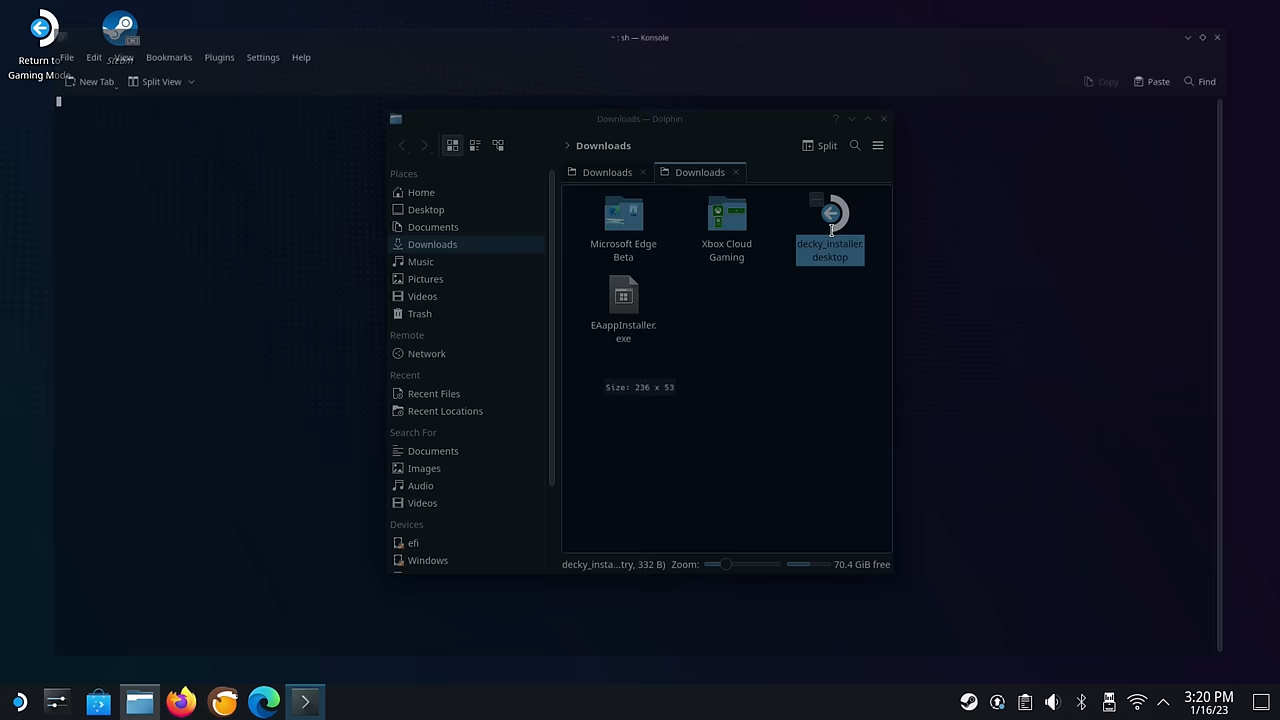 ~ : sh — Konsole
Return to
Gaming Mode
Steam
File Edit View Bookmarks Plugins Settings Help
New Tab Split View
Copy Paste Find
Downloads — Dolphin
Downloads
Split
Downloads
Downloads
Places
Home
Desktop
Documents
Downloads
Music
Pictures
Videos
Trash
Remote
Network
Recent
Recent Files
Recent Locations
Search For
Documents
Images
Audio
Videos
Devices
efi
Windows
Microsoft Edge
Beta
Xbox Cloud
Gaming
decky_installer.
desktop
EAappInstaller.
exe
Size: 236 x 53
decky_insta...try, 332 B) Zoom: 70.4 GiB free
3:20 PM
1/16/23